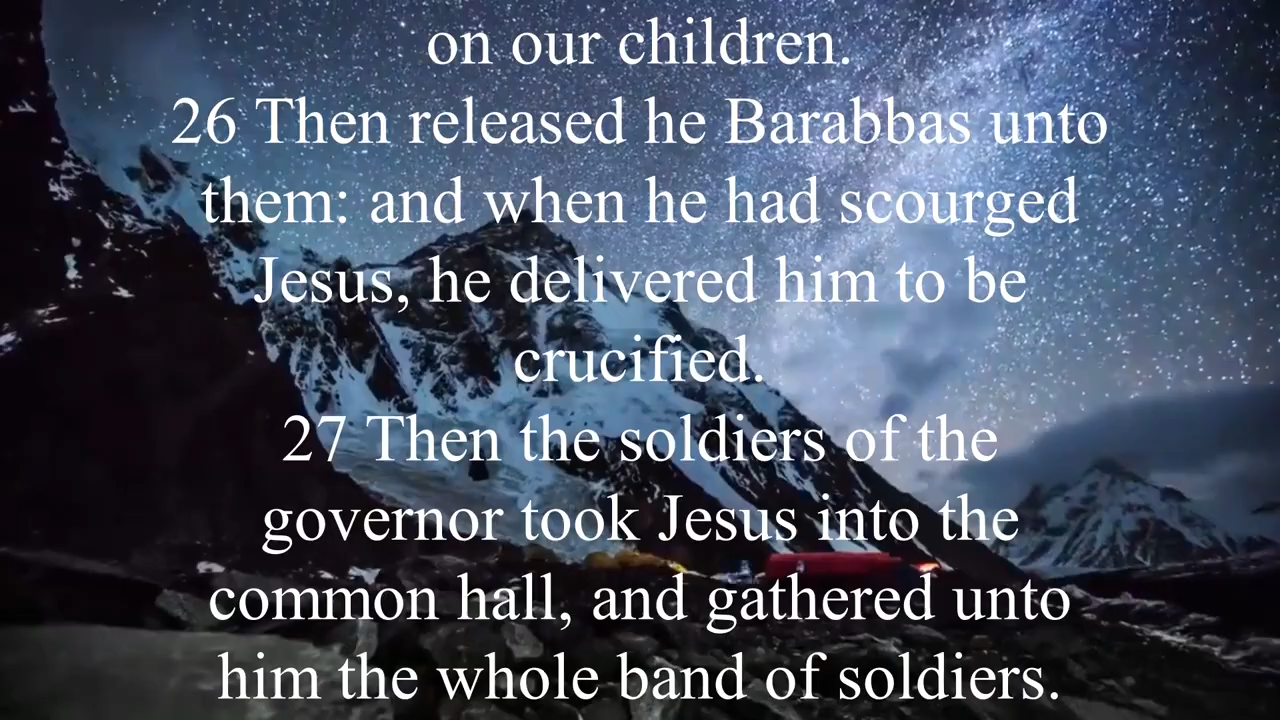 on our children.
26 Then released he Barabbas unto
them: and when he had scourged
Jesus, he delivered him to be
crucified.
27 Then the soldiers of the
governor took Jesus into the
common hall, and gathered unto
him the whole band of soldiers.